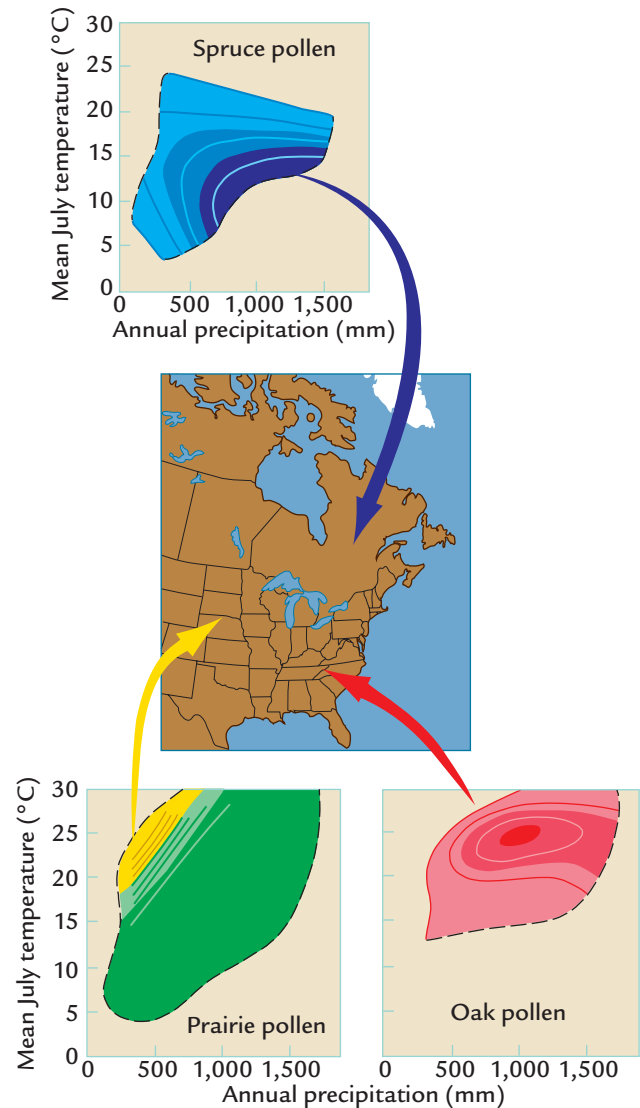 Mean July temperature (°C)
30
25
20
15
10
5
0
Spruce pollen
0 500 1,000 1,500
Annual precipitation (mm)
Mean July temperature (°C)
30
25
20
15
10
5
0
Prairie pollen
Oak pollen
0 500 1,000 1,500
0 500 1,000 1,500
Annual precipitation (mm)